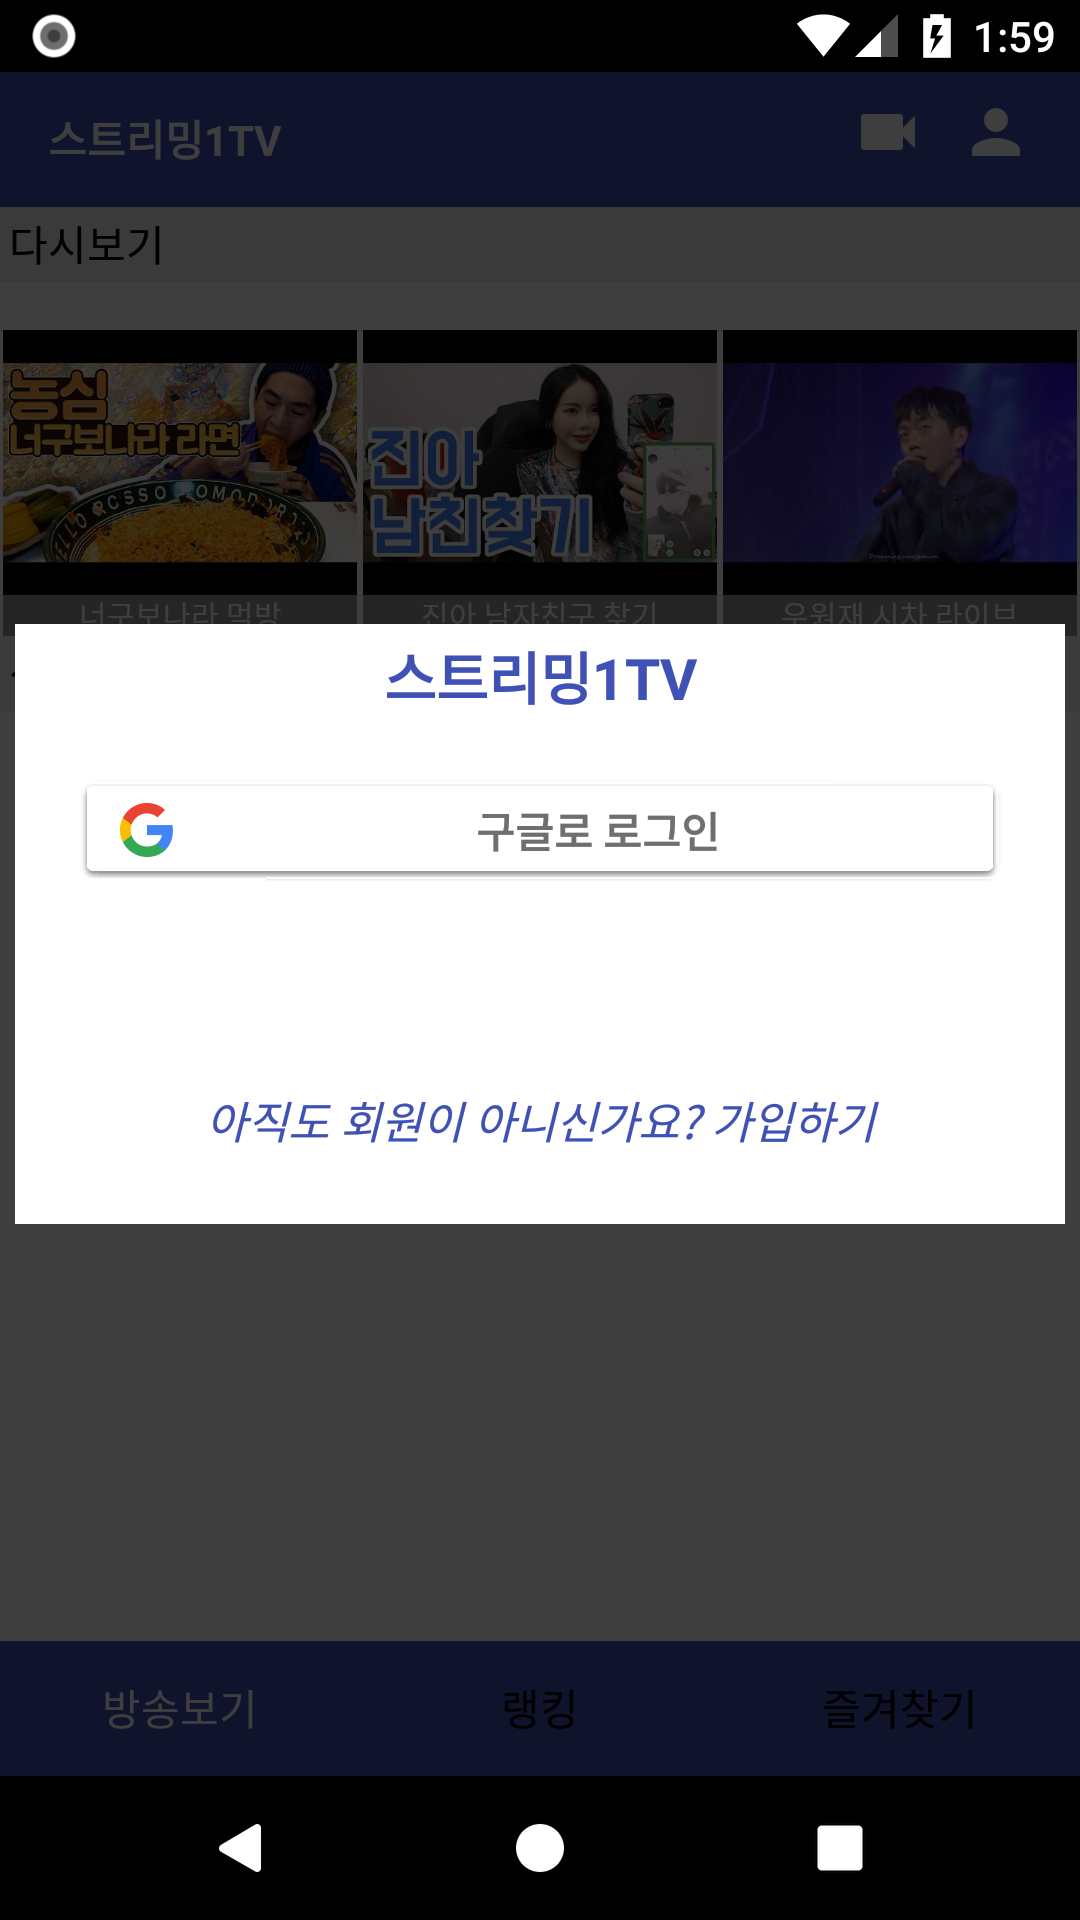 1:59
스트리밍1TV
다시보기
농심
너구보나라 라면
진아
남친찾기
너구보나라 먹방
진아 남자친구 찾기
우원재 시차 라이브
스트리밍1TV
구글로 로그인
아직도 회원이 아니신가요? 가입하기
방송보기
랭킹
즐겨찾기